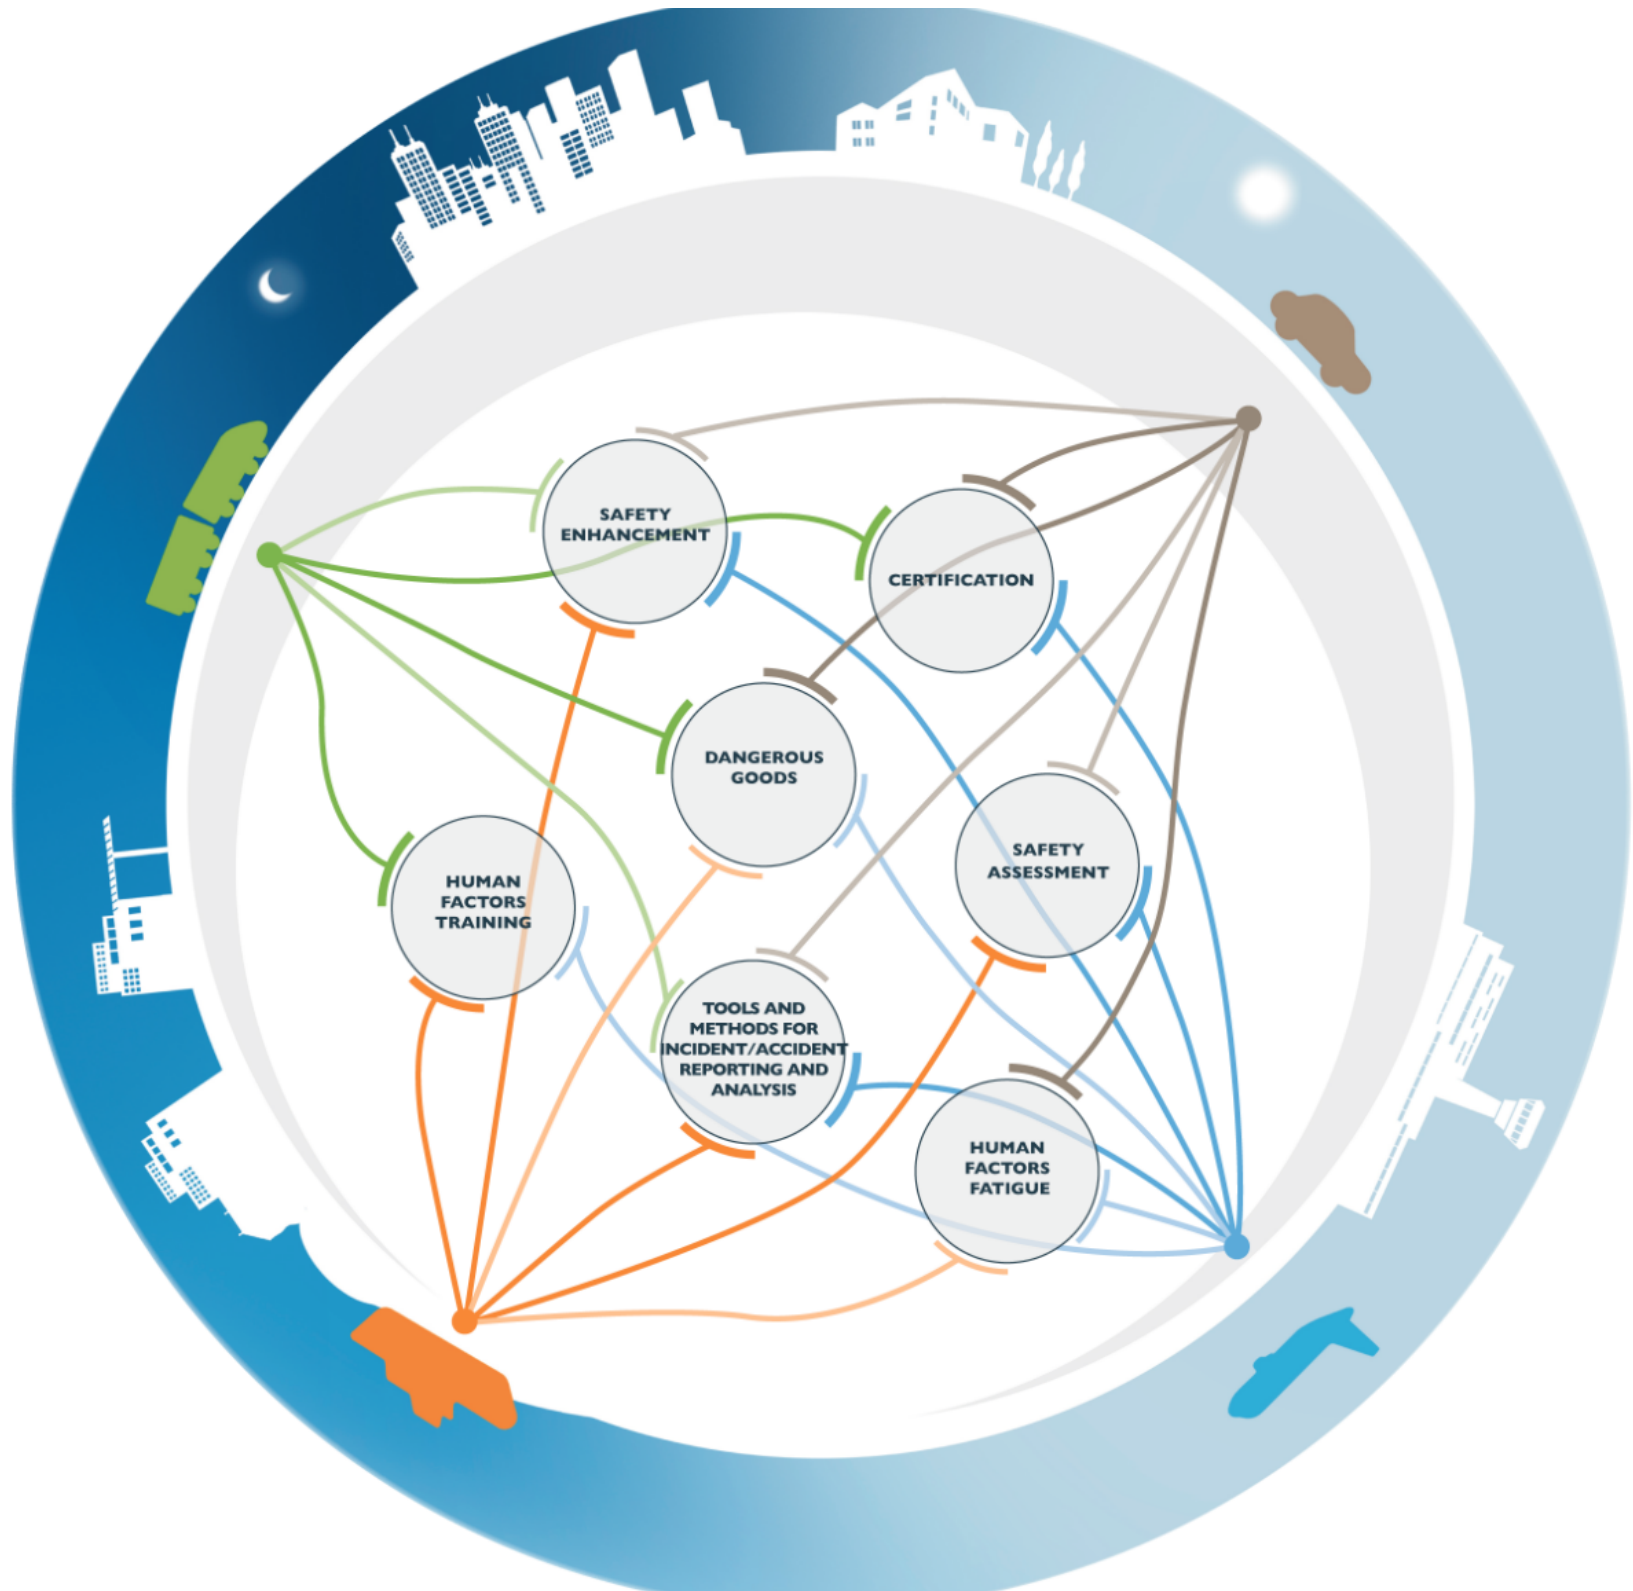 SAFETY
ENHANCEMENT
CERTIFICATION
DANGEROUS
GOODS
SAFETY
ASSESSMENT
HUMAN
FACTORS
TRAINING
TOOLS AND
METHODS FOR
INCIDENT/ACCIDENT
REPORTING AND
ANALYSIS
HUMAN
FACTORS
FATIGUE